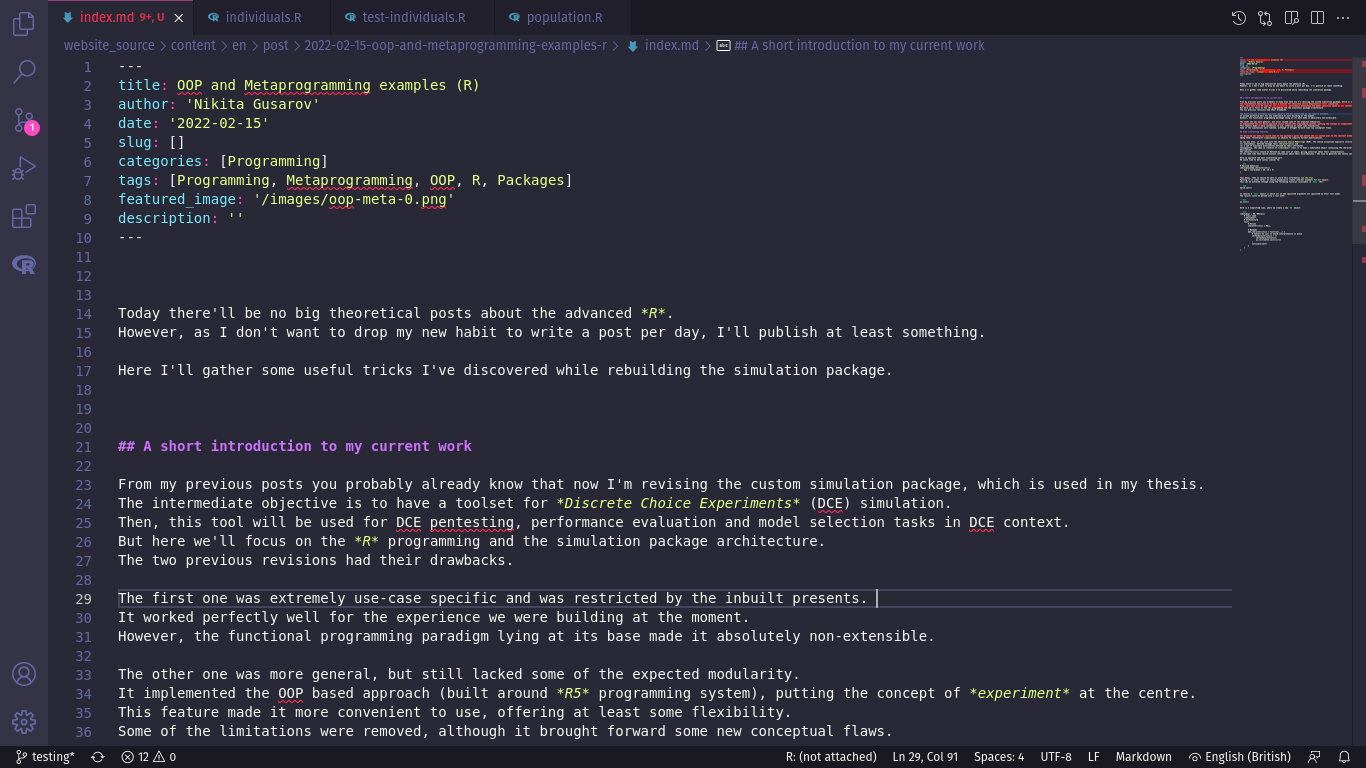 index.md 9+, U
individuals.R
test-individuals.R
population.R
website_source > content > en > post > 2022-02-15-oop-and-metaprogramming-examples-r > index.md > ## A short introduction to my current work
1 ---
2 title: OOP and Metaprogramming examples (R)
3 author: 'Nikita Gusarov'
4 date: '2022-02-15'
5 slug: []
6 categories: [Programming]
7 tags: [Programming, Metaprogramming, OOP, R, Packages]
8 featured_image: '/images/oop-meta-0.png'
9 description: ''
10 ---
11
12
13
14 Today there'll be no big theoretical posts about the advanced *R*.
15 However, as I don't want to drop my new habit to write a post per day, I'll publish at least something.
16
17 Here I'll gather some useful tricks I've discovered while rebuilding the simulation package.
18
19
20
21 ## A short introduction to my current work
22
23 From my previous posts you probably already know that now I'm revising the custom simulation package, which is used in my thesis.
24 The intermediate objective is to have a toolset for *Discrete Choice Experiments* (DCE) simulation.
25 Then, this tool will be used for DCE pentesting, performance evaluation and model selection tasks in DCE context.
26 But here we'll focus on the *R* programming and the simulation package architecture.
27 The two previous revisions had their drawbacks.
28
29 The first one was extremely use-case specific and was restricted by the inbuilt presents.
30 It worked perfectly well for the experience we were building at the moment.
31 However, the functional programming paradigm lying at its base made it absolutely non-extensible.
32
33 The other one was more general, but still lacked some of the expected modularity.
34 It implemented the OOP based approach (built around *R5* programming system), putting the concept of *experiment* at the centre.
35 This feature made it more convenient to use, offering at least some flexibility.
36 Some of the limitations were removed, although it brought forward some new conceptual flaws.
1
testing* 12 0 R: (not attached) Ln 29, Col 91 Spaces: 4 UTF-8 LF Markdown English (British)